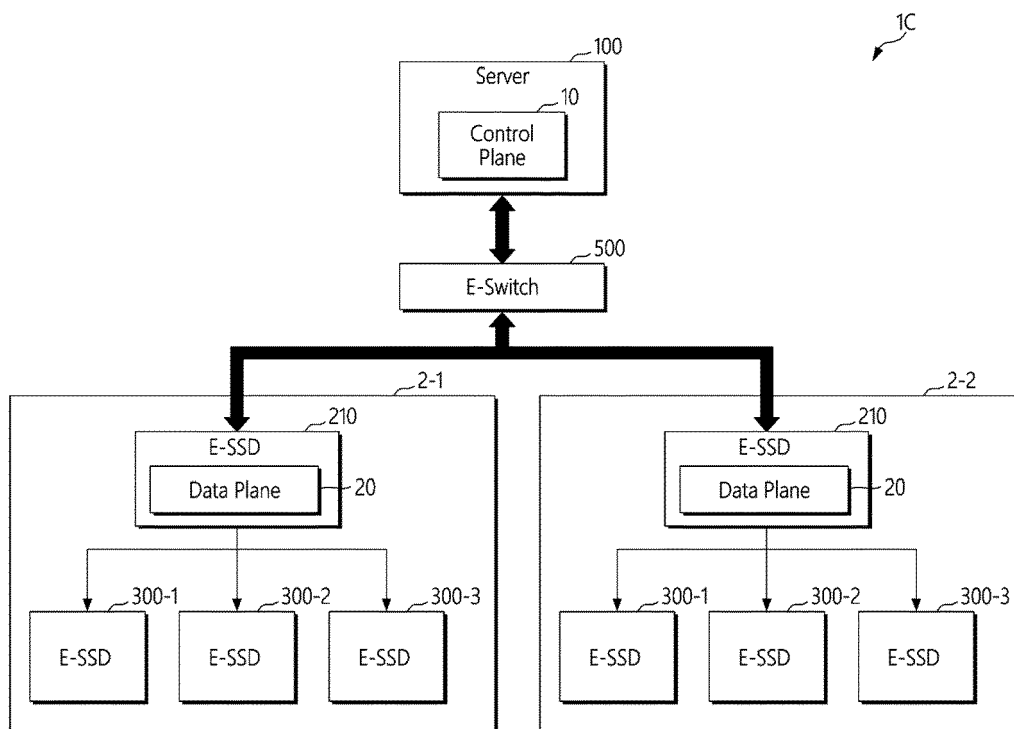 1C
100
Server
10
Control
Plane
500
E-Switch
2-1
2-2
210
210
E-SSD
E-SSD
Data Plane
20
Data Plane
20
300-1
300-2
300-3
300-1
300-2
300-3
E-SSD
E-SSD
E-SSD
E-SSD
E-SSD
E-SSD